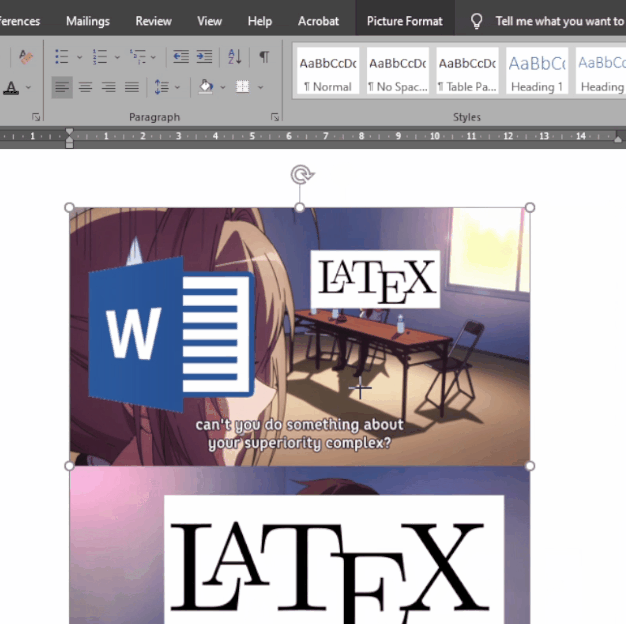 ferences Mailings Review View Help Acrobat Picture Format Tell me what you want to
A
A Z
¶
AaBbCcDc AaBbCcDc AaBbCcDc AaBbC AaBbCc
¶ Normal ¶ No Spac... ¶ Table Pa... Heading 1 Heading
Paragraph Styles
1 1 2 3 4 5 6 7 8 9 10 11 12 13 14
W
LATEX
can't you do something about
your superiority complex?
LATEX